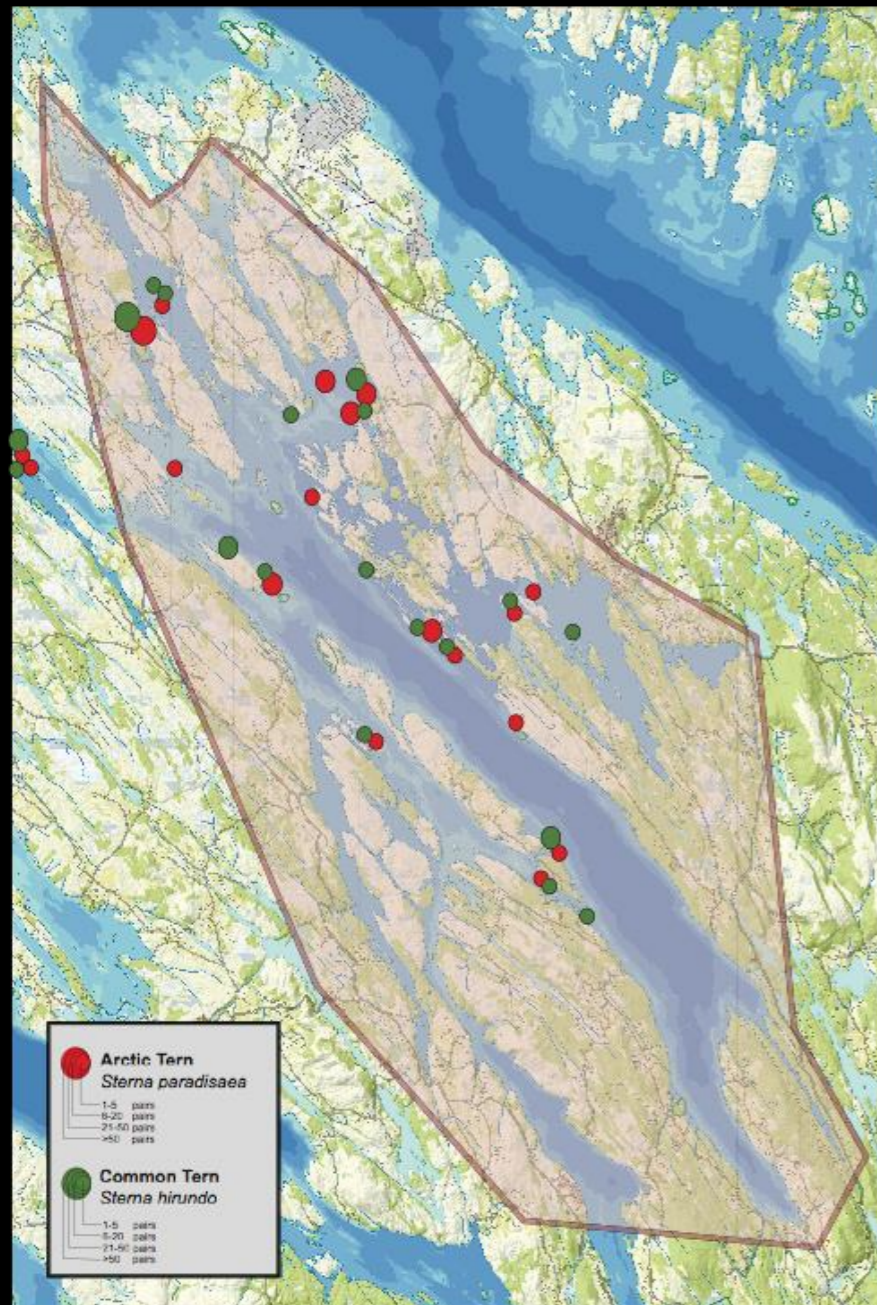 Arctic Tern
Sterna paradisaea
1-5 pairs
6-20 pairs
21-50 pairs
>50 pairs
Common Tern
Sterna hirundo
1-5 pairs
6-20 pairs
21-50 pairs
>50 pairs